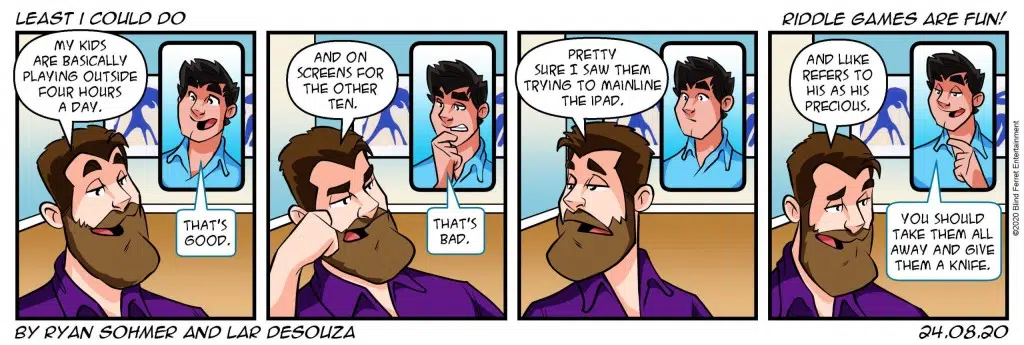 LEAST I COULD DO
RIDDLE GAMES ARE FUN!
MY KIDS
ARE BASICALLY
PLAYING OUTSIDE
FOUR HOURS
A DAY.
THAT'S
GOOD.
AND ON
SCREENS FOR
THE OTHER
TEN.
THAT'S
BAD.
PRETTY
SURE I SAW THEM
TRYING TO MAINLINE
THE IPAD.
AND LUKE
REFERS TO
HIS AS HIS
PRECIOUS.
YOU SHOULD
TAKE THEM ALL
AWAY AND GIVE
THEM A KNIFE.
©2020 Blind Ferret Entertainment
BY RYAN SOHMER AND LAR DESOUZA
24.08.20